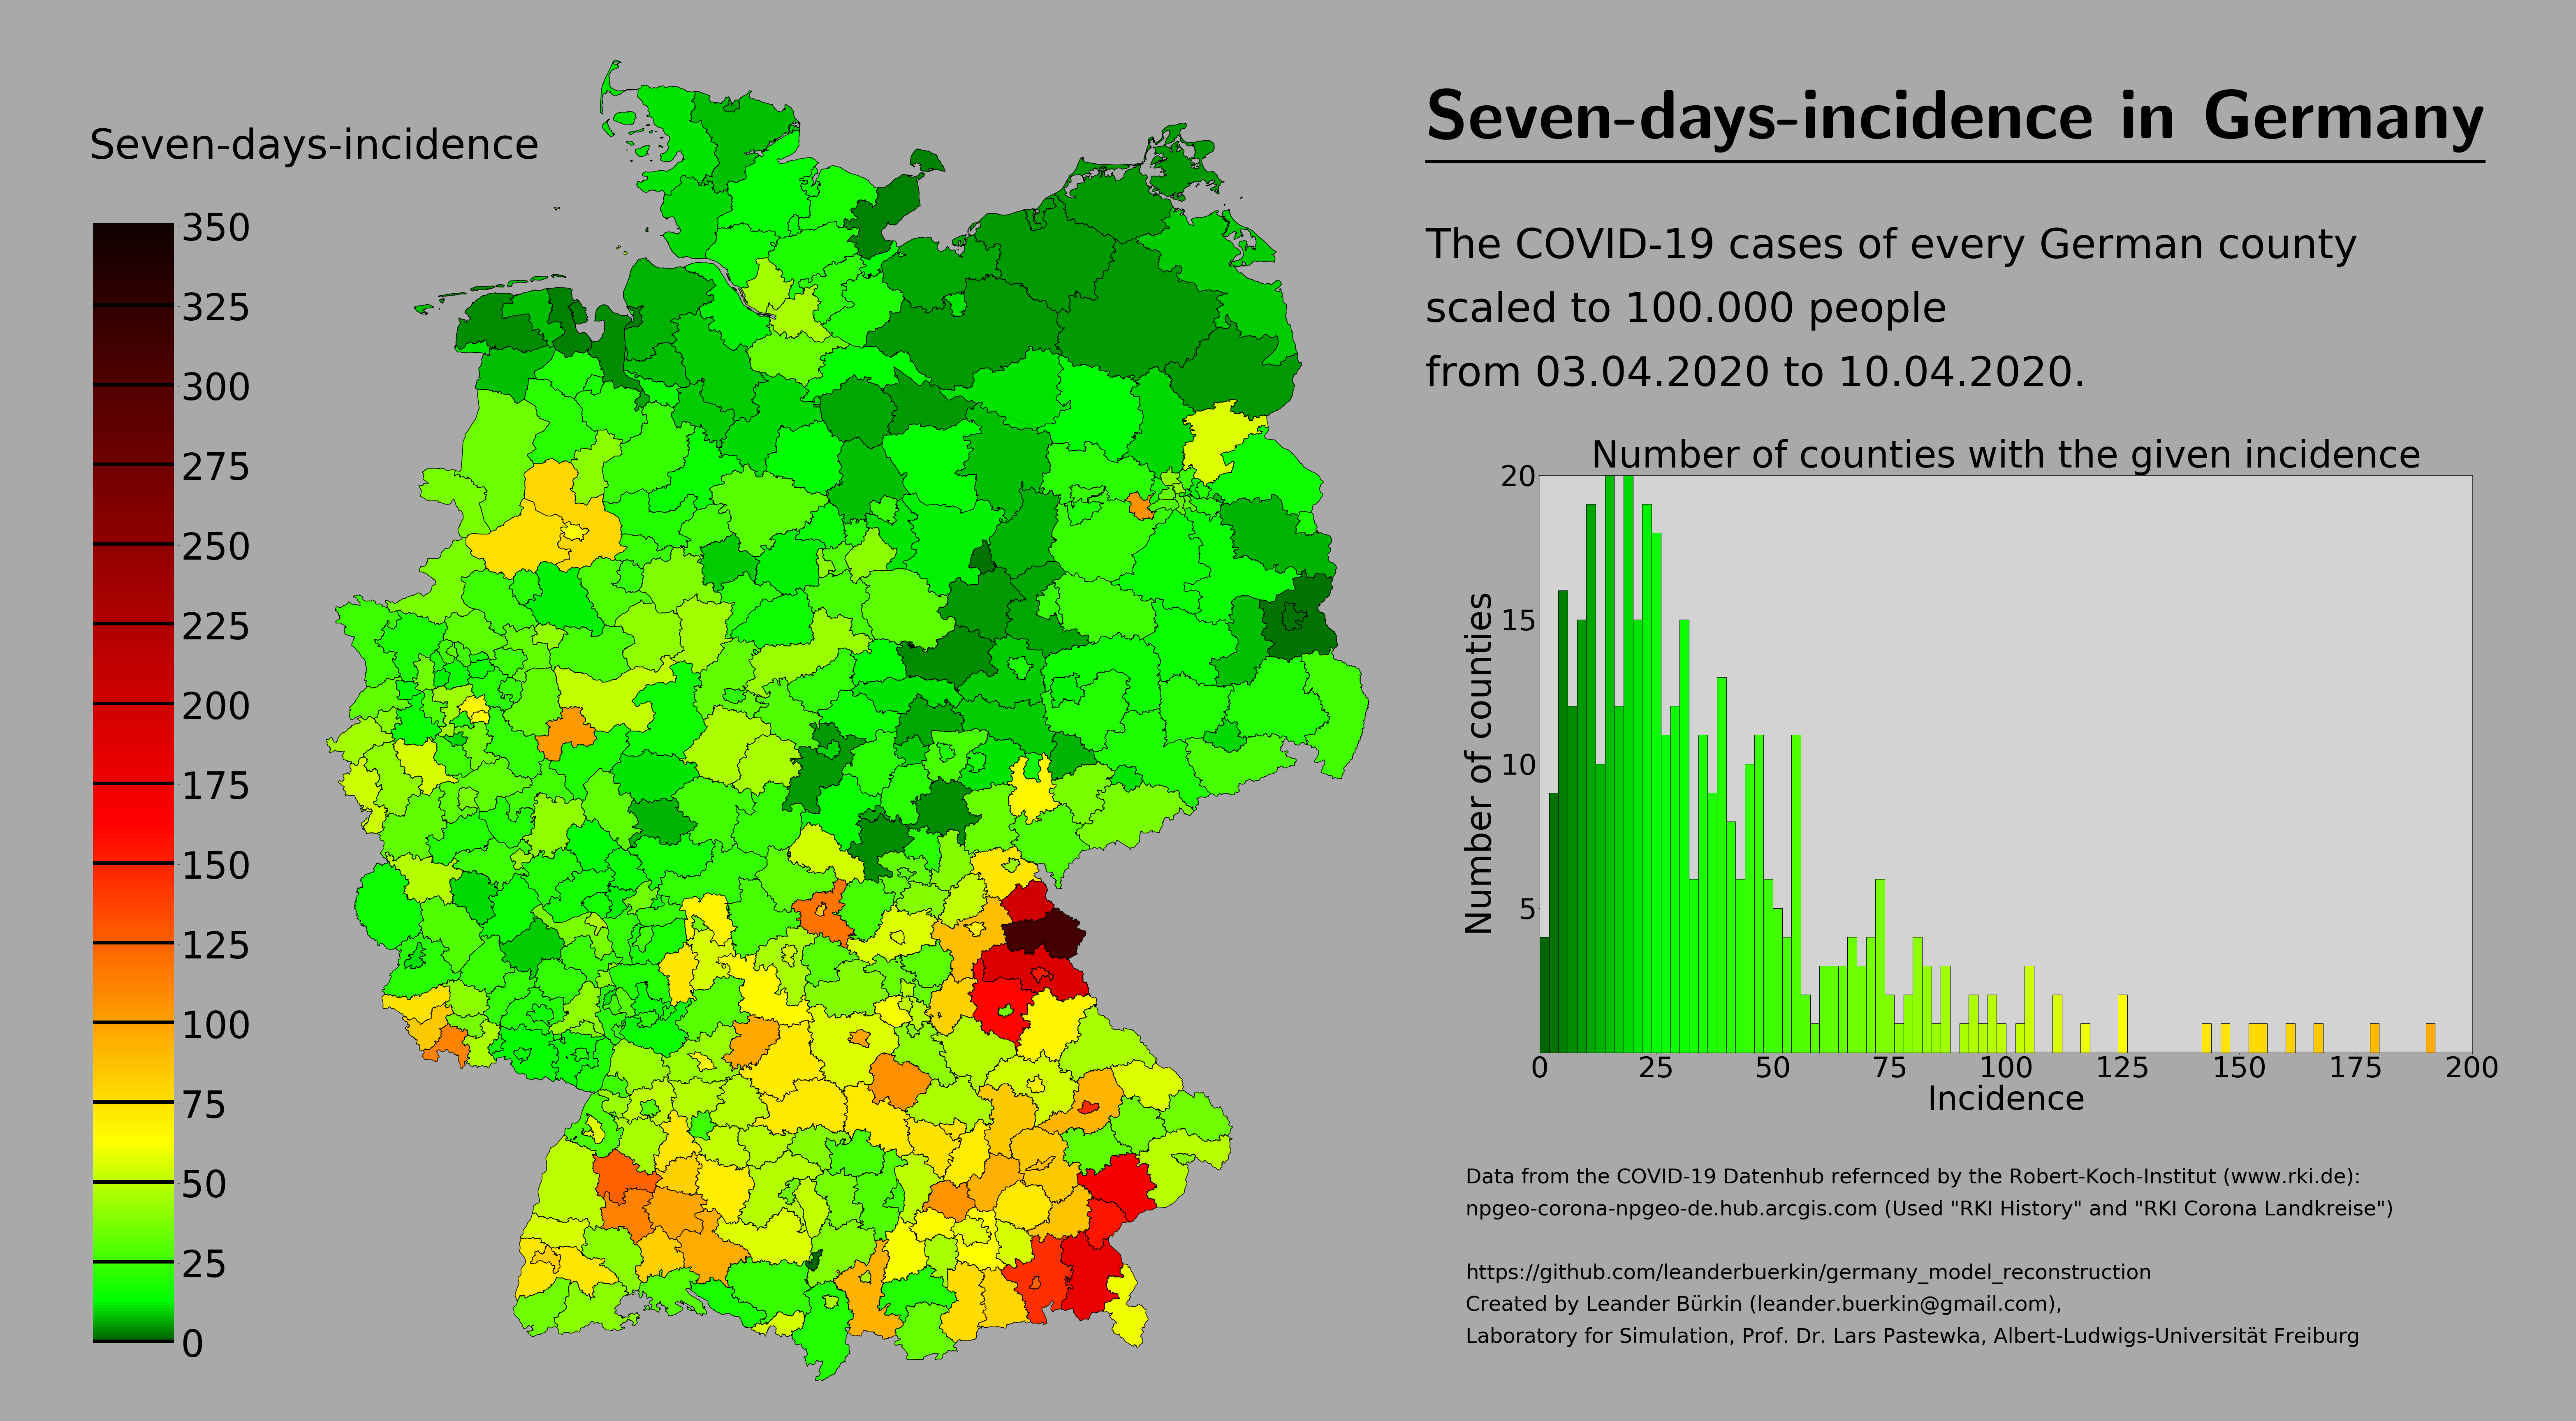 Seven-days-incidence in Germany
Seven-days-incidence
350
325
300
275
250
225
200
175
150
125
100
75
50
25
0
The COVID-19 cases of every German county
scaled to 100.000 people
from 03.04.2020 to 10.04.2020.
Number of counties with the given incidence
Number of counties
20
15
10
5
0 25 50 75 100 125 150 175 200
Incidence
Data from the COVID-19 Datenhub refernced by the Robert-Koch-Institut (www.rki.de):
npgeo-corona-npgeo-de.hub.arcgis.com (Used "RKI History" and "RKI Corona Landkreise")
https://github.com/leanderbuerkin/germany_model_reconstruction
Created by Leander Bürkin (leander.buerkin@gmail.com),
Laboratory for Simulation, Prof. Dr. Lars Pastewka, Albert-Ludwigs-Universität Freiburg